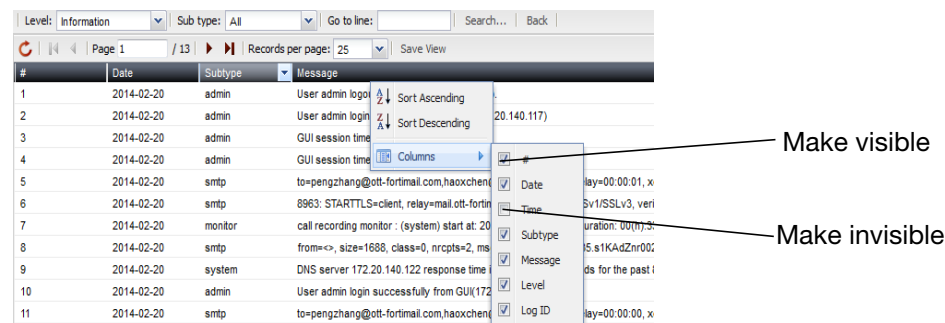 Level: Information Sub type: All Go to line: Search... Back
Page 1 / 13 Records per page: 25 Save View
# Date Subtype Message
1 2014-02-20 admin User admin logo
2 2014-02-20 admin User admin login 20.140.117)
3 2014-02-20 admin GUI session time
4 2014-02-20 admin GUI session time
5 2014-02-20 smtp to=pengzhang@ott-fortimail.com,haoxchen( lay=00:00:01, x
6 2014-02-20 smtp 8963: STARTTLS=client, relay=mail.ott-fortin Sv1/SSLv3, veri
7 2014-02-20 monitor call recording monitor : (system) start at: 20 uration: 00(h).3
8 2014-02-20 smtp from=<>, size=1688, class=0, nrcpts=2, ms 5.s1KAdZnr002
9 2014-02-20 system DNS server 172.20.140.122 response time ds for the past
10 2014-02-20 admin User admin login successfully from GUI(172
11 2014-02-20 smtp to=pengzhang@ott-fortimail.com,haoxchen( lay=00:00:00, x
Sort Ascending
Sort Descending
Columns
#
Date
Time
Subtype
Message
Level
Log ID
Make visible
Make invisible